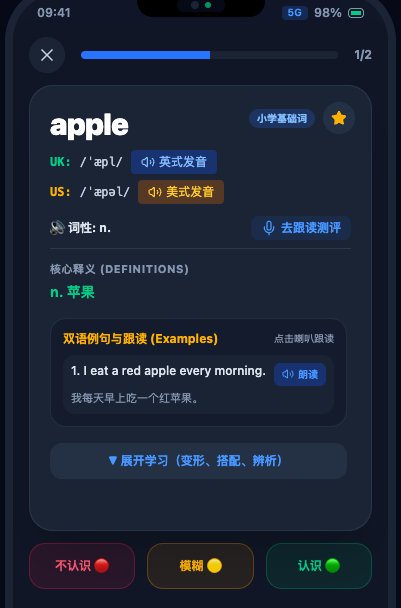 09:41 5G 98%
1/2
apple 小学基础词
UK: /ˈæpl/ 英式发音
US: /ˈæpəl/ 美式发音
词性: n. 去跟读测评
核心释义 (DEFINITIONS)
n. 苹果
双语例句与跟读 (Examples) 点击喇叭跟读
1. I eat a red apple every morning. 朗读
我每天早上吃一个红苹果。
▼展开学习（变形、搭配、辨析）
不认识 模糊 认识